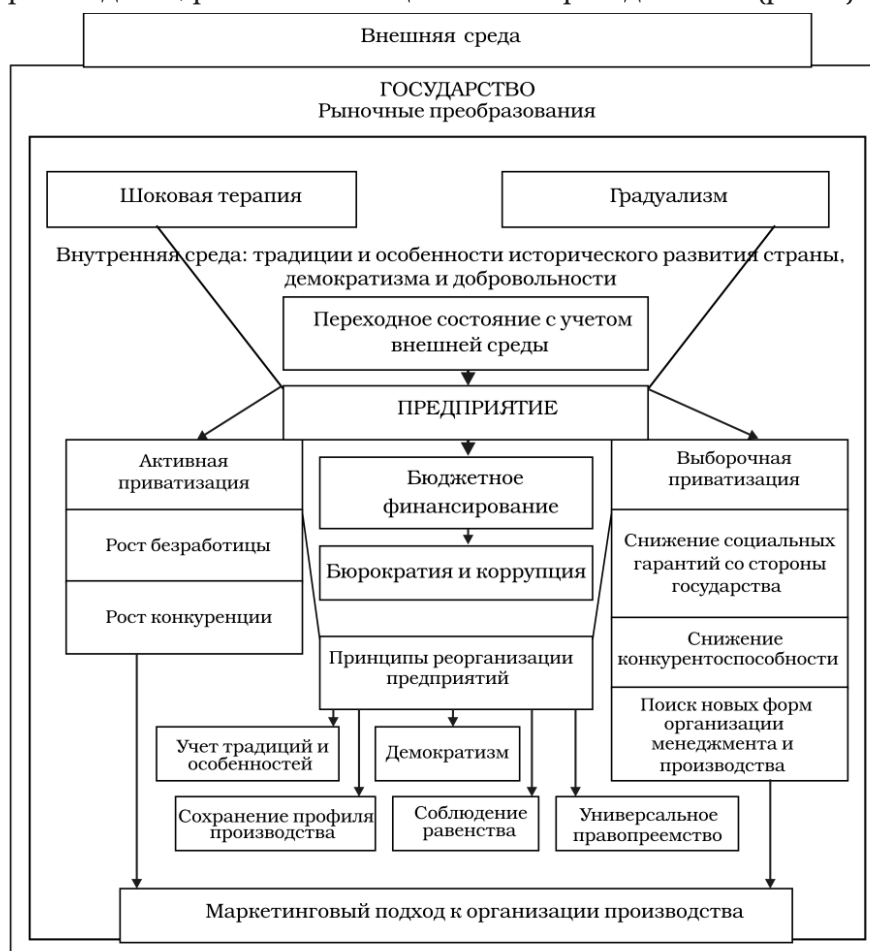 Внешняя среда
ГОСУДАРСТВО
Рыночные преобразования
Шоковая терапия
Градуализм
Внутренняя среда: традиции и особенности исторического развития страны,
демократизма и добровольности
Переходное состояние с учетом
внешней среды
ПРЕДПРИЯТИЕ
Активная
приватизация
Рост безработицы
Рост конкуренции
Бюджетное
финансирование
Бюрократия и коррупция
Выборочная
приватизация
Снижение социальных
гарантий со стороны
государства
Снижение
конкурентоспособности
Поиск новых форм
организации
менеджмента и
производства
Принципы реорганизации
предприятий
Учет традиций и
особенностей
Демократизм
Сохранение профиля
производства
Соблюдение
равенства
Универсальное
правопреемство
Маркетинговый подход к организации производства